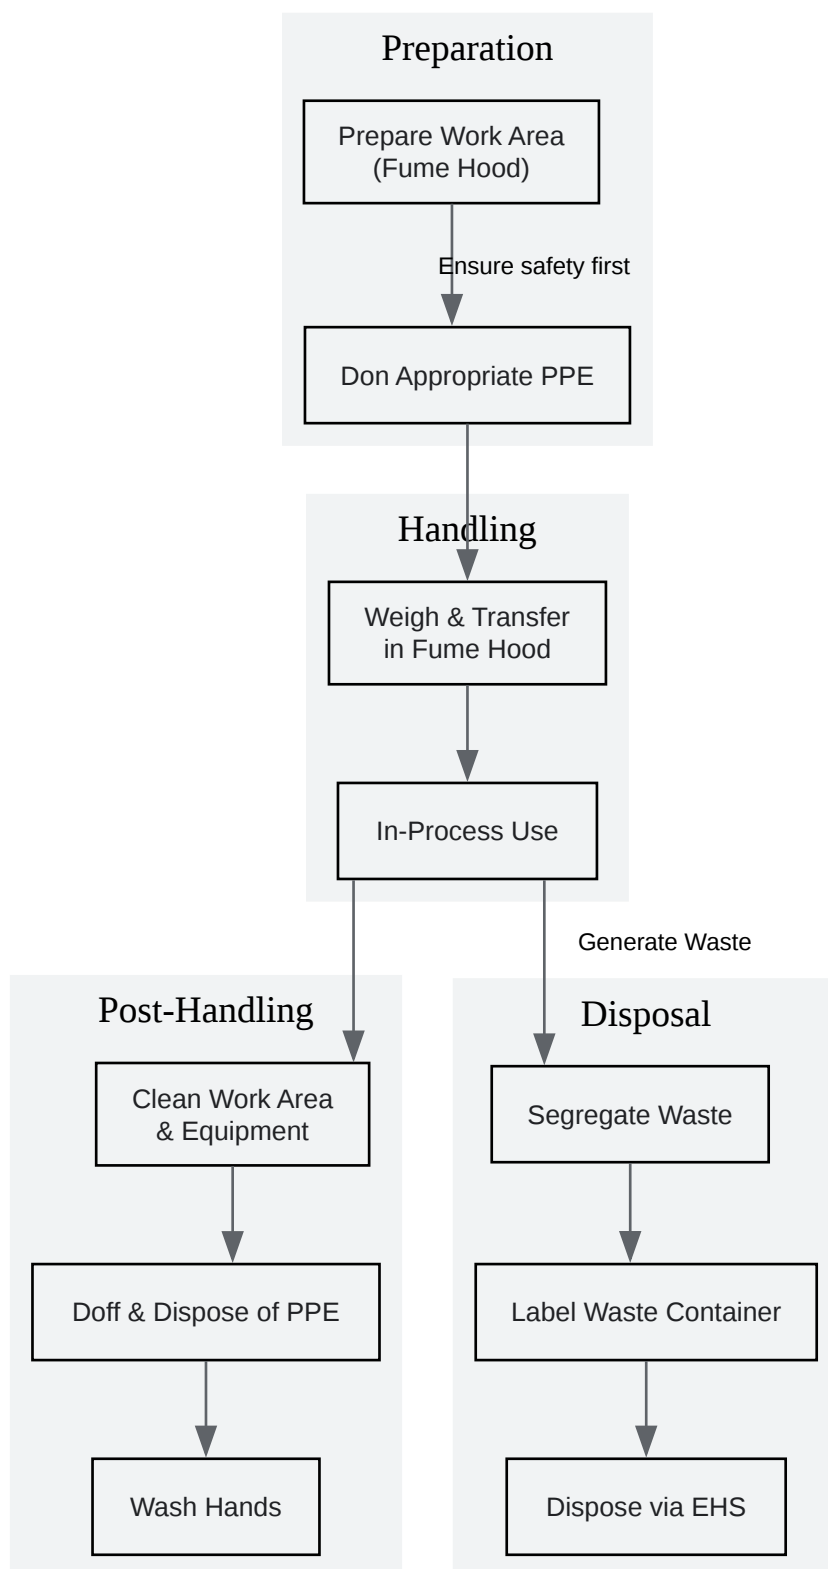 Preparation
Prepare Work Area
(Fume Hood)
Ensure safety first
Don Appropriate PPE
Handling
Weigh & Transfer
in Fume Hood
In-Process Use
Generate Waste
Post-Handling
Clean Work Area
& Equipment
Doff & Dispose of PPE
Wash Hands
Disposal
Segregate Waste
Label Waste Container
Dispose via EHS